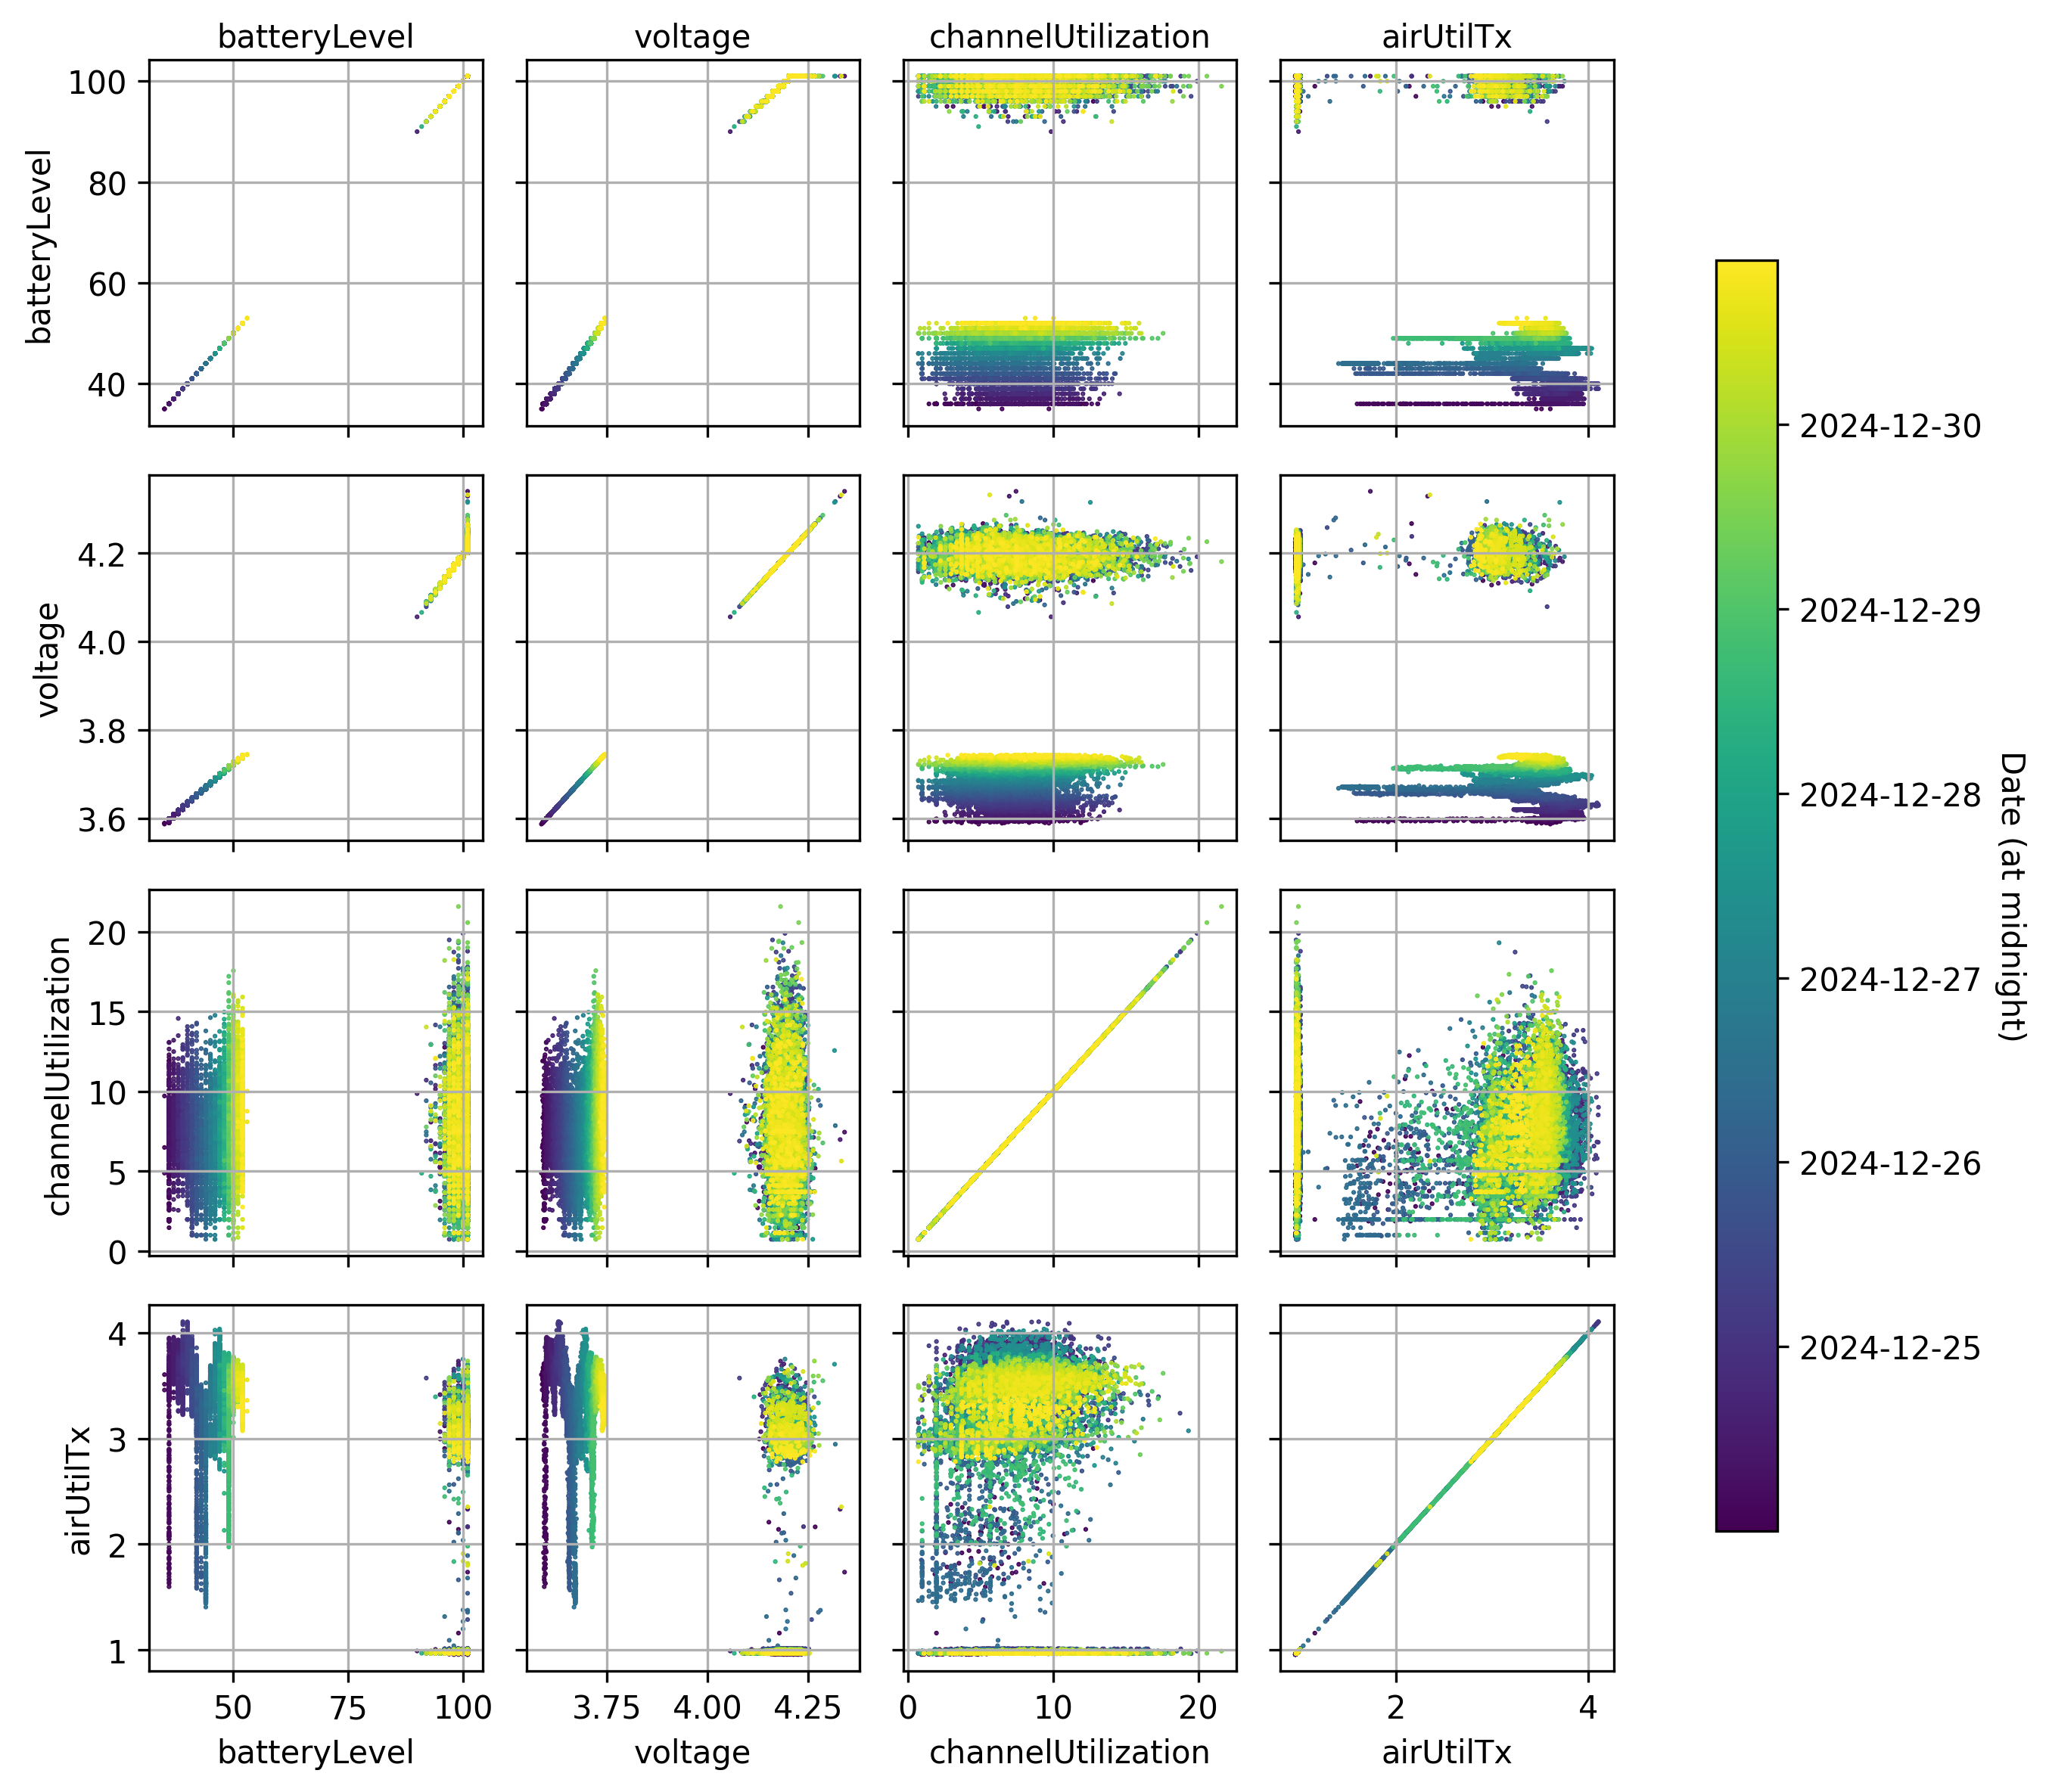 batteryLevel voltage channelUtilization airUtilTx
batteryLevel
100
80
60
40
voltage
4.2
4.0
3.8
3.6
channelUtilization
20
15
10
5
0
airUtilTx
4
3
2
1
50 75 100 3.75 4.00 4.25 0 10 20 2 4
batteryLevel voltage channelUtilization airUtilTx
2024-12-30
2024-12-29
2024-12-28
2024-12-27
2024-12-26
2024-12-25
Date (at midnight)